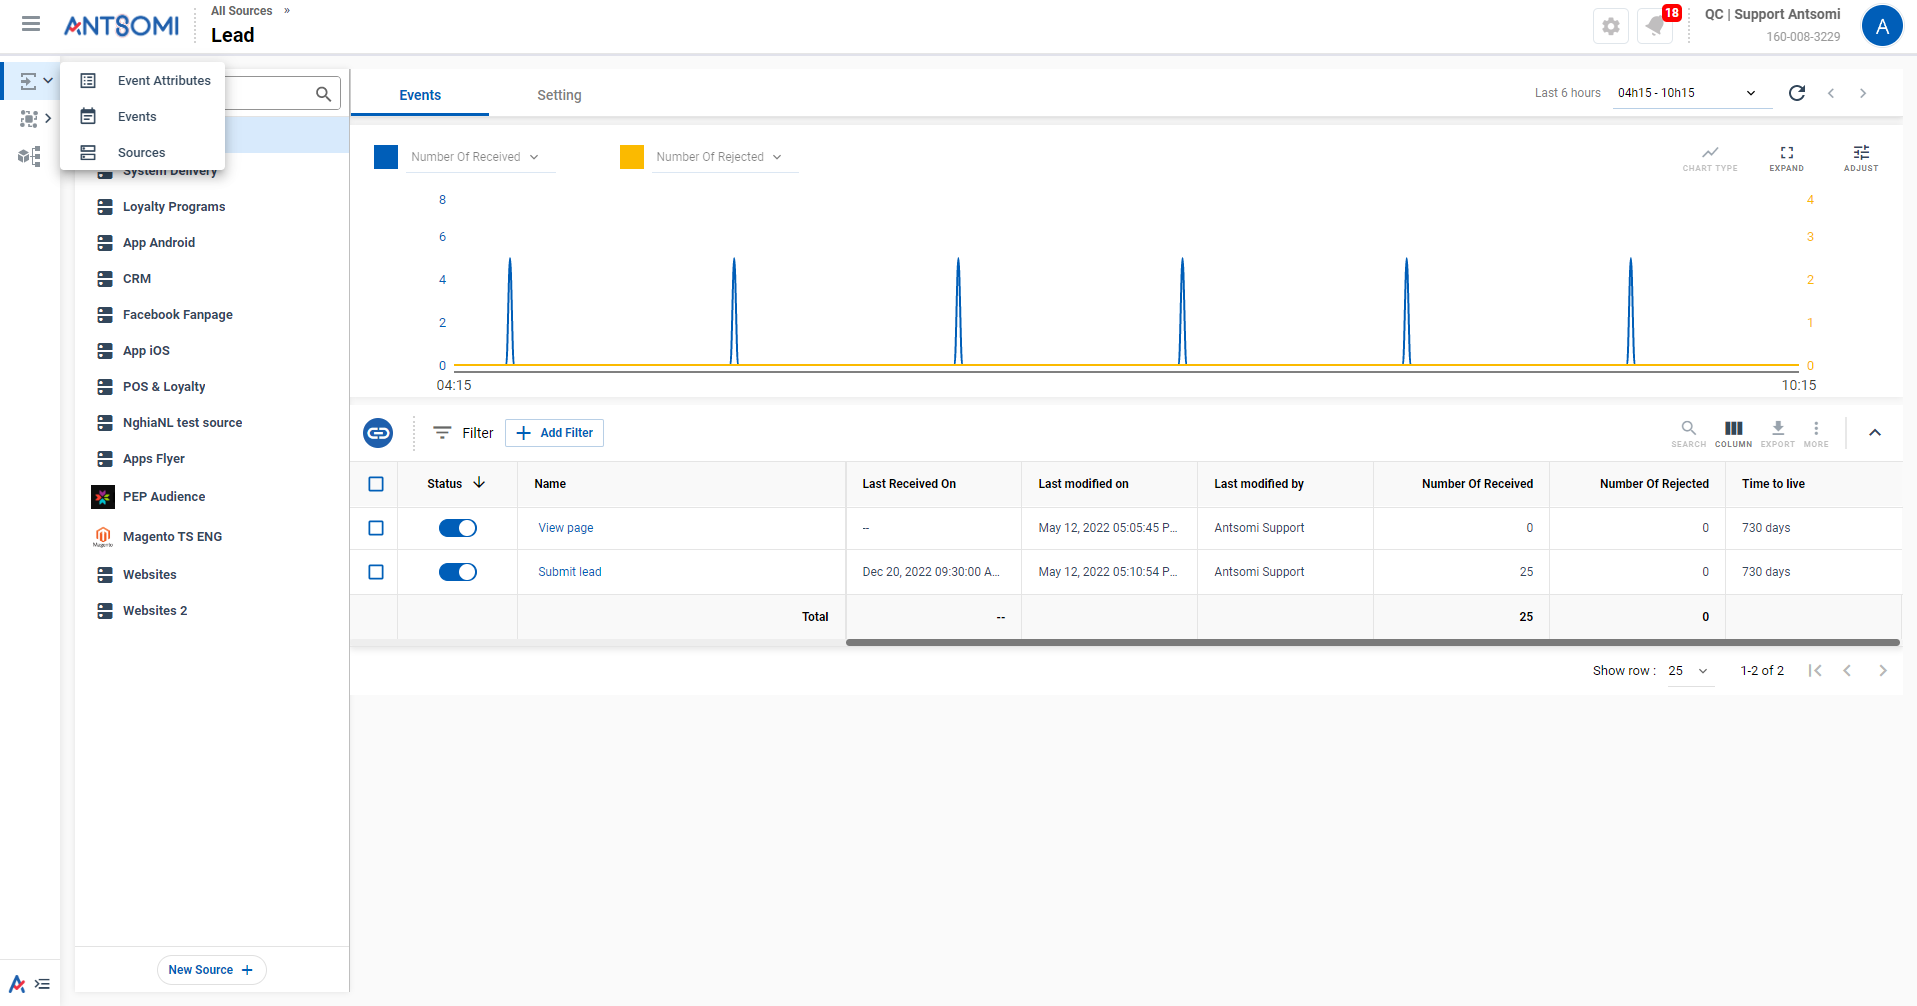 ANTSOMI
All Sources »
Lead
18
QC | Support Antsomi
160-008-3229
A
Event Attributes
Events
Sources
System Delivery
Loyalty Programs
App Android
CRM
Facebook Fanpage
App iOS
POS & Loyalty
NghiaNL test source
Apps Flyer
PEP Audience
Magento TS ENG
Websites
Websites 2
New Source +
Events
Setting
Last 6 hours
04h15 - 10h15
Number Of Received
Number Of Rejected
CHART TYPE
EXPAND
ADJUST
8
6
4
2
0
4
3
2
1
0
04:15
10:15
Filter
+ Add Filter
SEARCH
COLUMN
EXPORT
MORE
Status Name Last Received On Last modified on Last modified by Number Of Received Number Of Rejected Time to live
View page -- May 12, 2022 05:05:45 P... Antsomi Support 0 0 730 days
Submit lead Dec 20, 2022 09:30:00 A... May 12, 2022 05:10:54 P... Antsomi Support 25 0 730 days
Total -- 25 0
Show row : 25 1-2 of 2